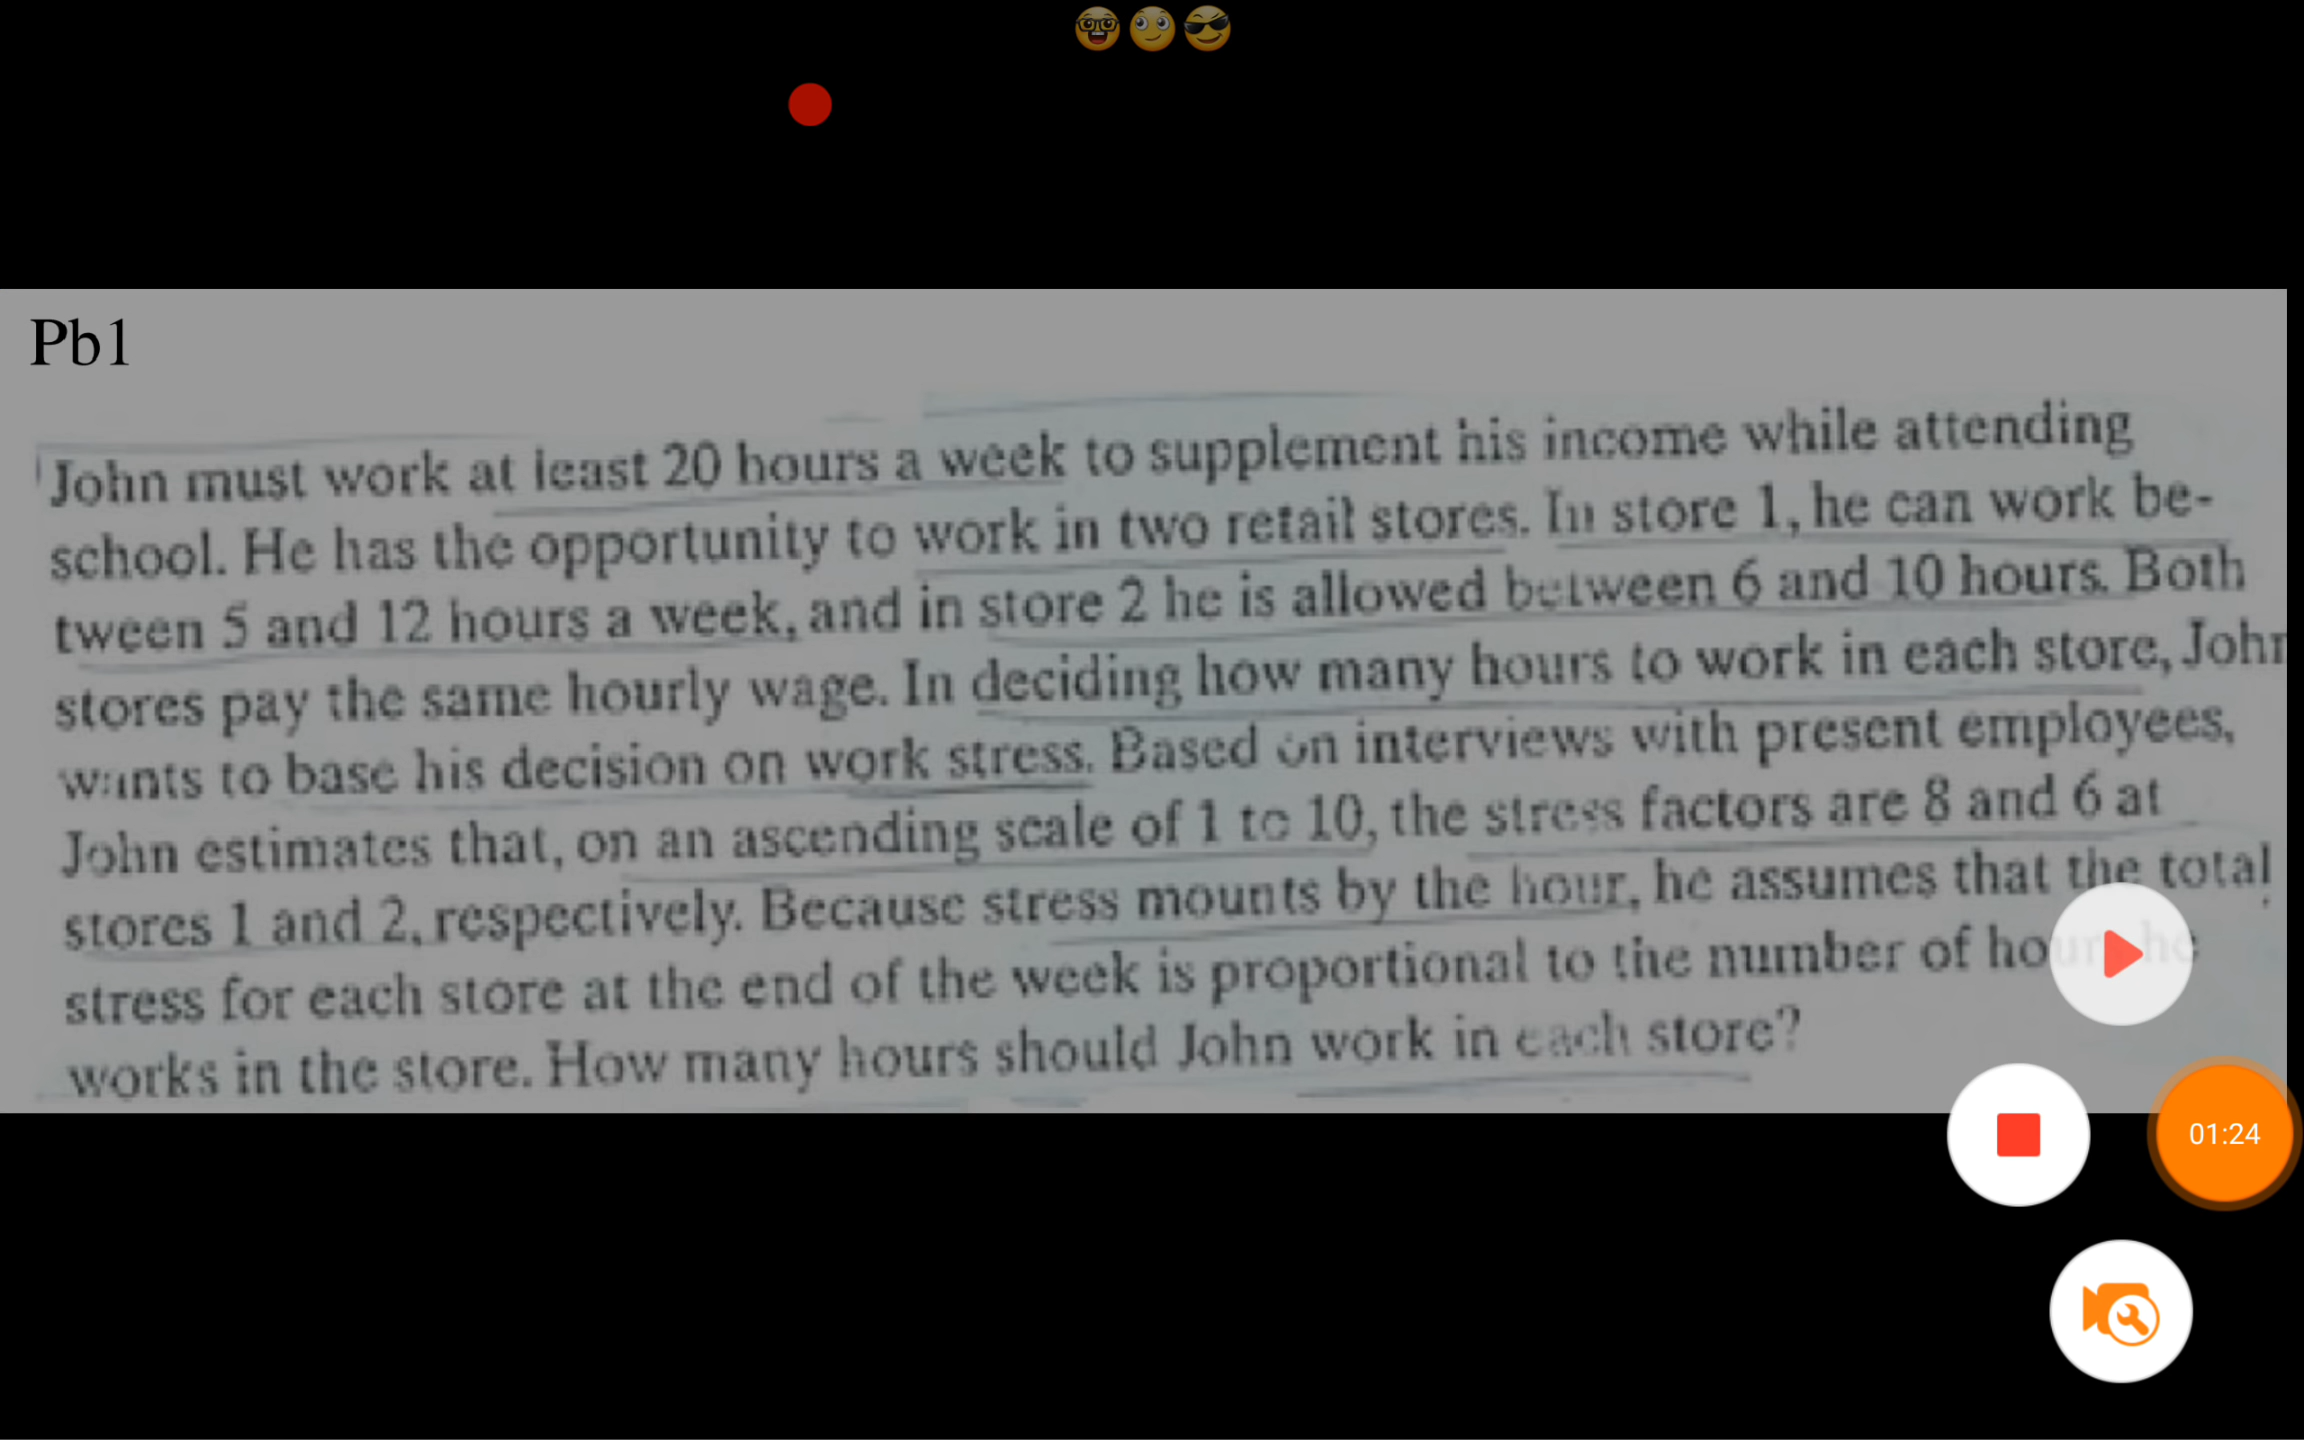 Pb1
John must work at least 20 hours a week to supplement his income while attending
school. He has the opportunity to work in two retail stores. In store 1, he can work be-
tween 5 and 12 hours a week, and in store 2 he is allowed between 6 and 10 hours. Both
stores pay the same hourly wage. In deciding how many hours to work in each store, John
wants to base his decision on work stress. Based on interviews with present employees,
John estimates that, on an ascending scale of 1 to 10, the stress factors are 8 and 6 at
stores 1 and 2, respectively. Because stress mounts by the hour, he assumes that the total
stress for each store at the end of the week is proportional to the number of hours he
works in the store. How many hours should John work in each store?
01:24